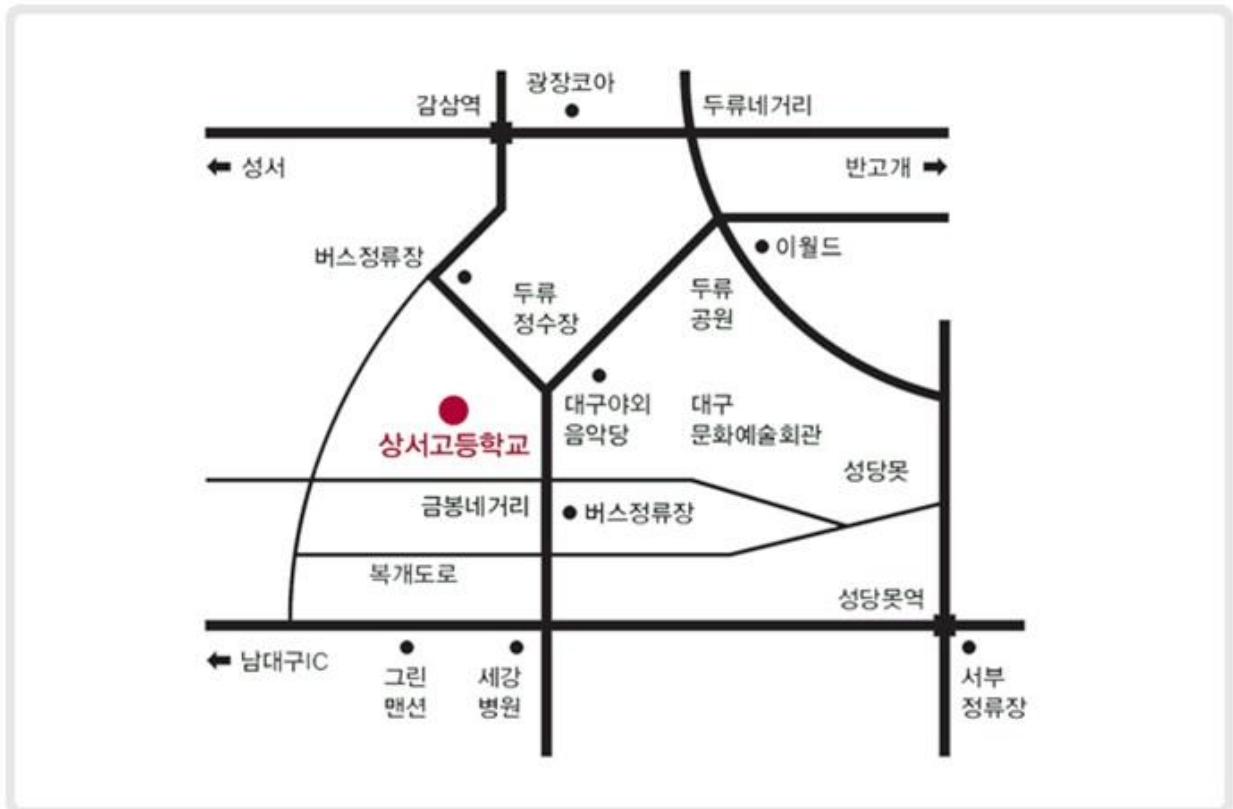 광장코아
감삼역
두류네거리
성서
반고개
버스정류장
이월드
두류
정수장
두류
공원
대구야외
음악당
대구
문화예술회관
상서고등학교
성당못
금봉네거리
버스정류장
복개도로
성당못역
남대구IC
그린
맨션
세강
병원
서부
정류장